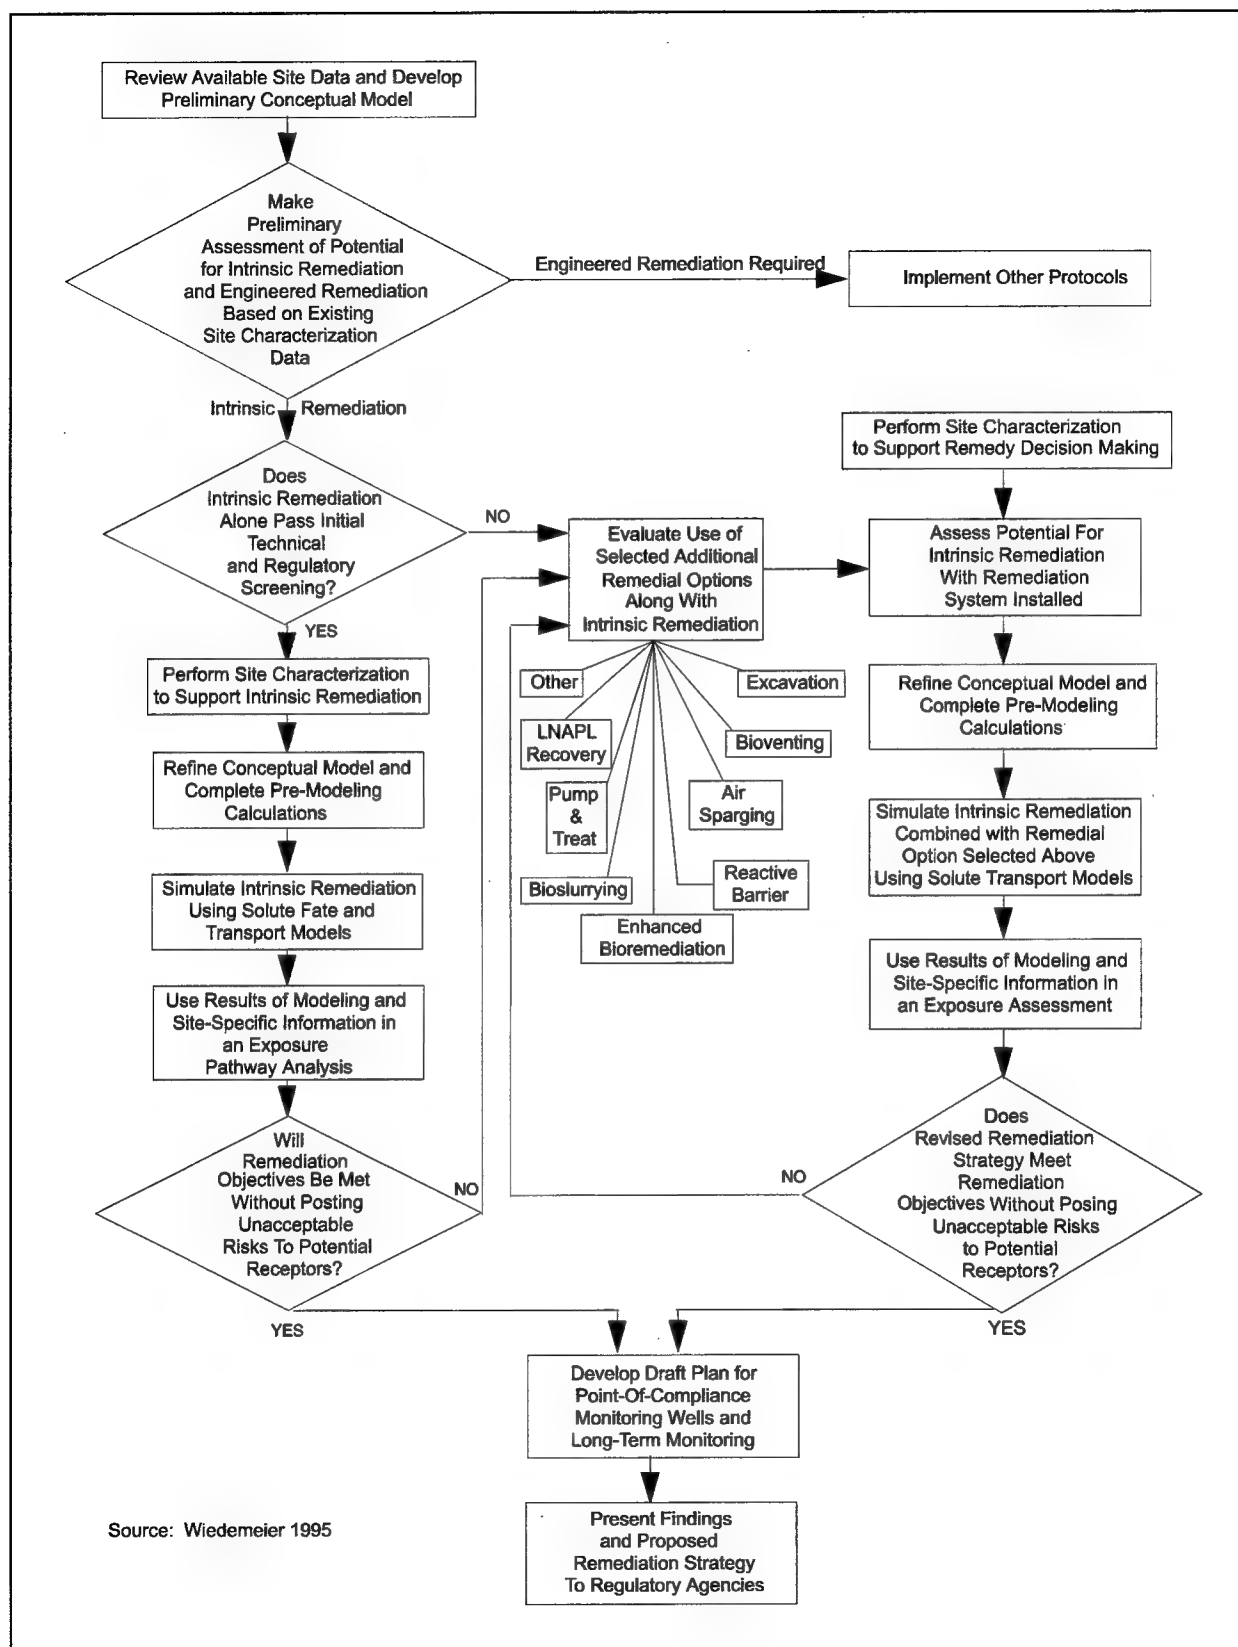 Review Available Site Data and Develop
Preliminary Conceptual Model
Make
Preliminary
Assessment of Potential
for Intrinsic Remediation
and Engineered Remediation
Based on Existing
Site Characterization
Data
Engineered Remediation Required
Implement Other Protocols
Intrinsic Remediation
Does
Intrinsic Remediation
Alone Pass Initial
Technical
and Regulatory
Screening?
NO
YES
Perform Site Characterization
to Support Intrinsic Remediation
Refine Conceptual Model and
Complete Pre-Modeling
Calculations
Simulate Intrinsic Remediation
Using Solute Fate and
Transport Models
Use Results of Modeling and
Site-Specific Information in
an Exposure
Pathway Analysis
Will
Remediation
Objectives Be Met
Without Posting
Unacceptable
Risks To Potential
Receptors?
NO
YES
Evaluate Use of
Selected Additional
Remedial Options
Along With
Intrinsic Remediation
Other
Excavation
LNAPL
Recovery
Bioventing
Pump
&
Treat
Air
Sparging
Bioslurrying
Reactive
Barrier
Enhanced
Bioremediation
Perform Site Characterization
to Support Remedy Decision Making
Assess Potential For
Intrinsic Remediation
With Remediation
System Installed
Refine Conceptual Model and
Complete Pre-Modeling
Calculations
Simulate Intrinsic Remediation
Combined with Remedial
Option Selected Above
Using Solute Transport Models
Use Results of Modeling and
Site-Specific Information in
an Exposure Assessment
Does
Revised Remediation
Strategy Meet
Remediation
Objectives Without Posing
Unacceptable Risks
to Potential
Receptors?
NO
YES
Develop Draft Plan for
Point-Of-Compliance
Monitoring Wells and
Long-Term Monitoring
Present Findings
and Proposed
Remediation Strategy
To Regulatory Agencies
Source: Wiedemeier 1995